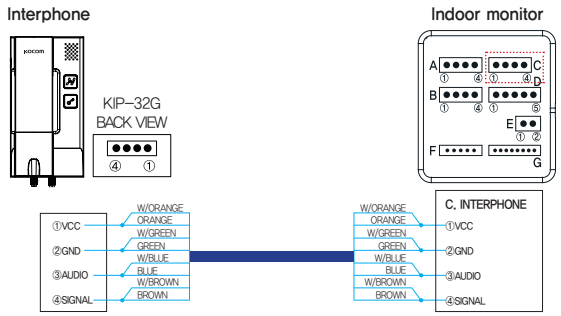 Interphone
Indoor monitor
KOCOM
KIP-32G
BACK VIEW
④ ①
A C
① ④ ① ④
D
B
① ④ ⑤
E
① ②
F
G
W/ORANGE
①VCC ORANGE
W/GREEN
②GND GREEN
W/BLUE
③AUDIO BLUE
W/BROWN
④SIGNAL BROWN
C. INTERPHONE
W/ORANGE
ORANGE ①VCC
W/GREEN
GREEN ②GND
W/BLUE
BLUE ③AUDIO
W/BROWN
BROWN ④SIGNAL